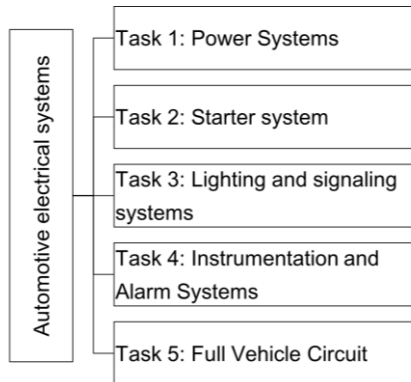 Automotive electrical systems
Task 1: Power Systems
Task 2: Starter system
Task 3: Lighting and signaling
systems
Task 4: Instrumentation and
Alarm Systems
Task 5: Full Vehicle Circuit